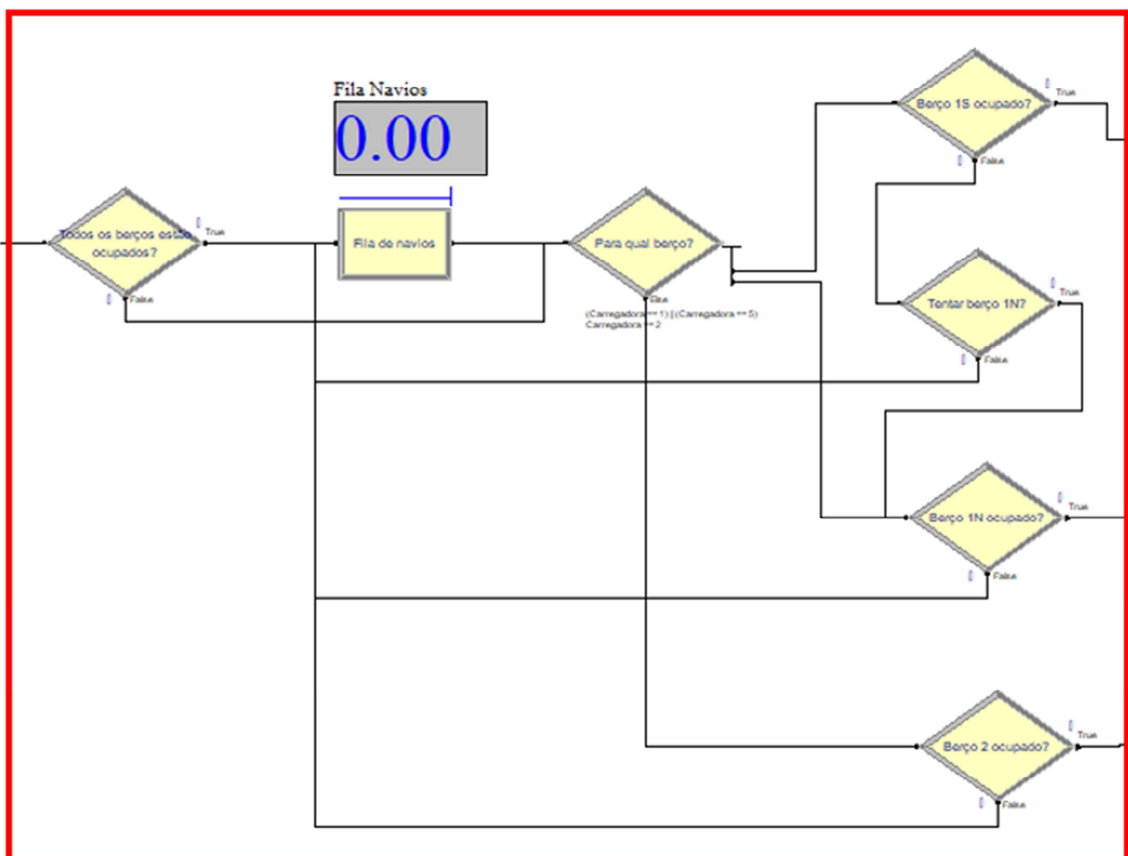 Fila Navios
0.00
Todos os berços estão
ocupados?
True
False
Fila de navios
Para qual berço?
Else
(Carregadora == 1) || (Carregadora == 5)
Carregadora == 2
Berço 1S ocupado?
True
False
Tentar berço 1N?
True
False
Berço 1N ocupado?
True
False
Berço 2 ocupado?
True
False